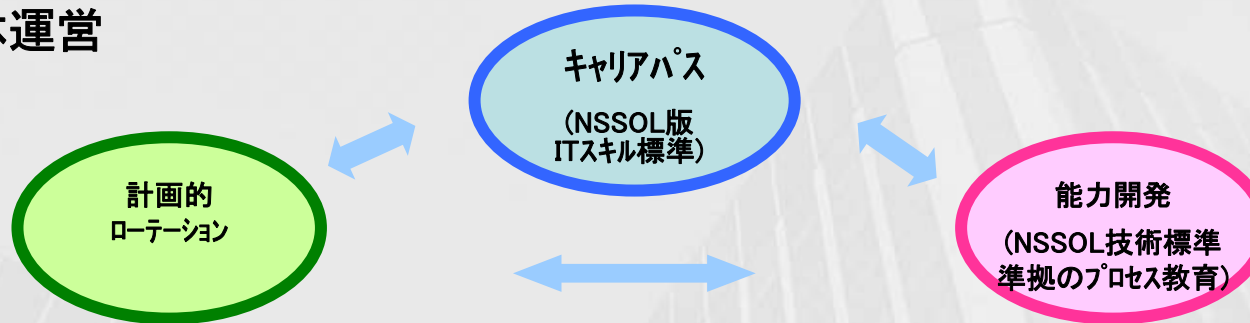 運営
キャリアパス
(NSSOL版
ITスキル標準)
計画的
ローテーション
能力開発
(NSSOL技術標準
準拠のプロセス教育)